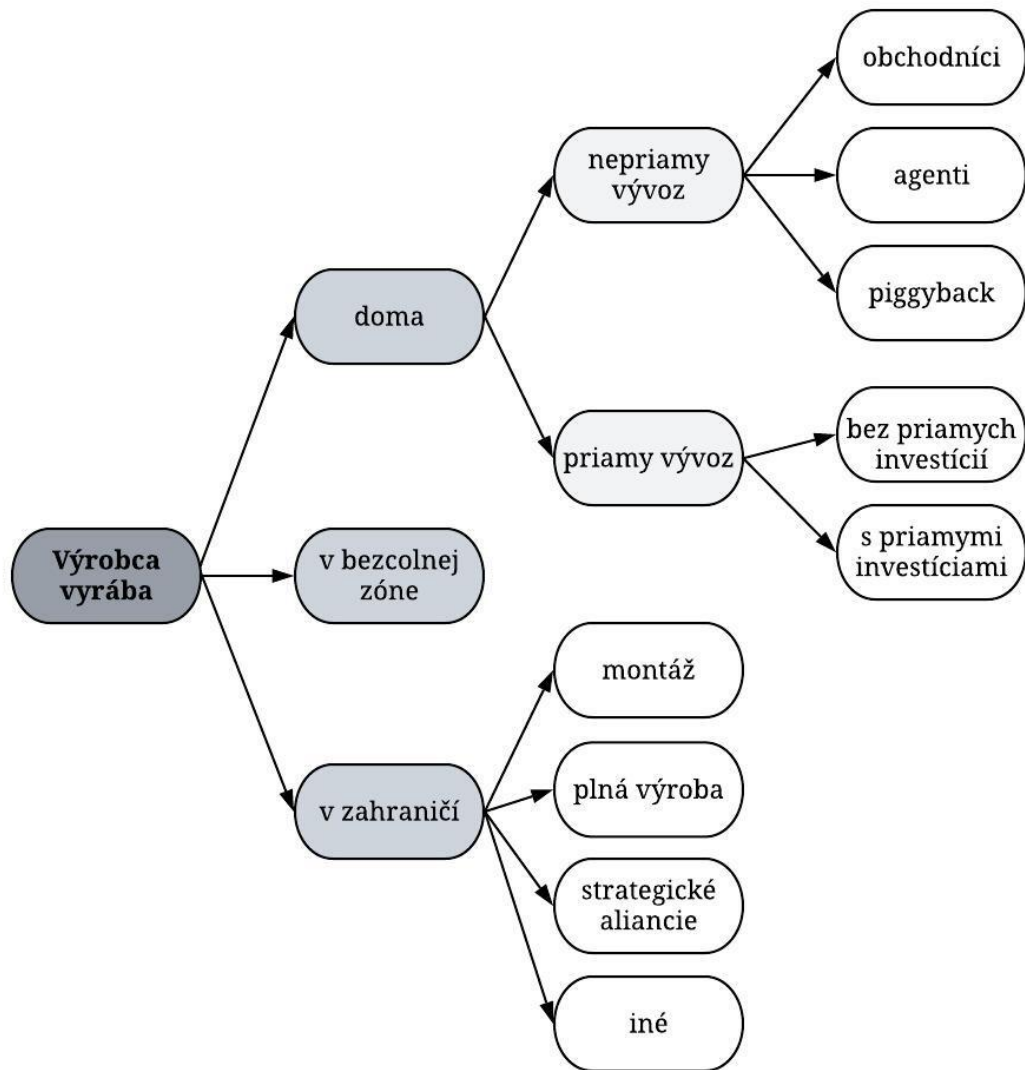 Výrobca
vyrába
doma
nepriamy
vývoz
obchodníci
agenti
piggyback
priamy vývoz
bez priamych
investícií
s priamymi
investíciami
v bezcolnej
zóne
v zahraničí
montáž
plná výroba
strategické
aliancie
iné